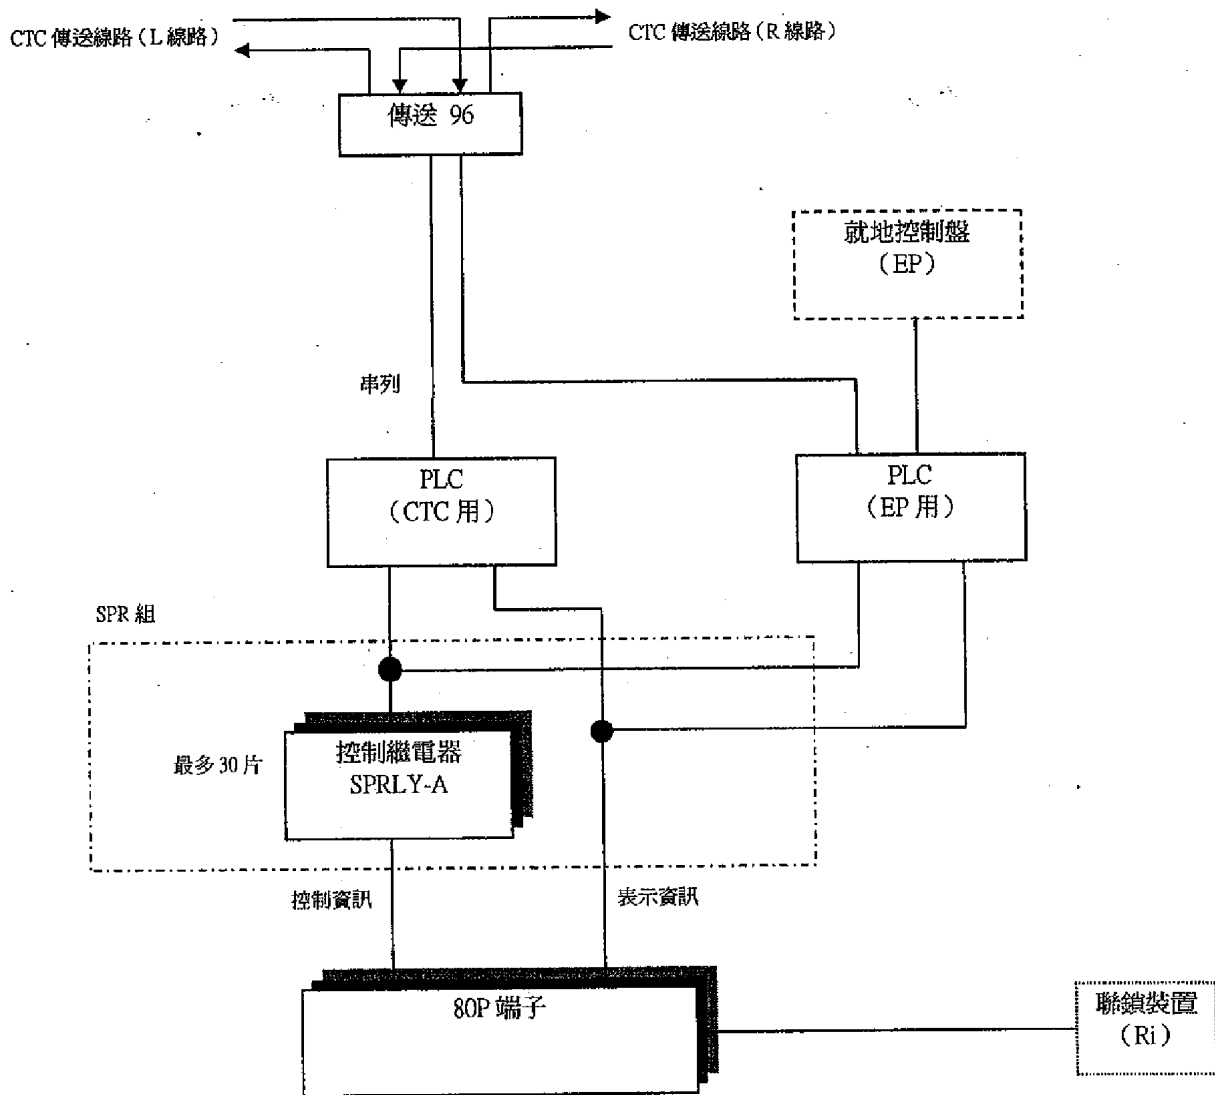 CTC 傳送線路（L 線路）
CTC 傳送線路（R 線路）
傳送 96
就地控制盤
（EP）
串列
PLC
（CTC 用）
PLC
（EP 用）
SPR 組
最多 30 片
控制繼電器
SPRLY-A
控制資訊
表示資訊
80P 端子
聯鎖裝置
（Ri）